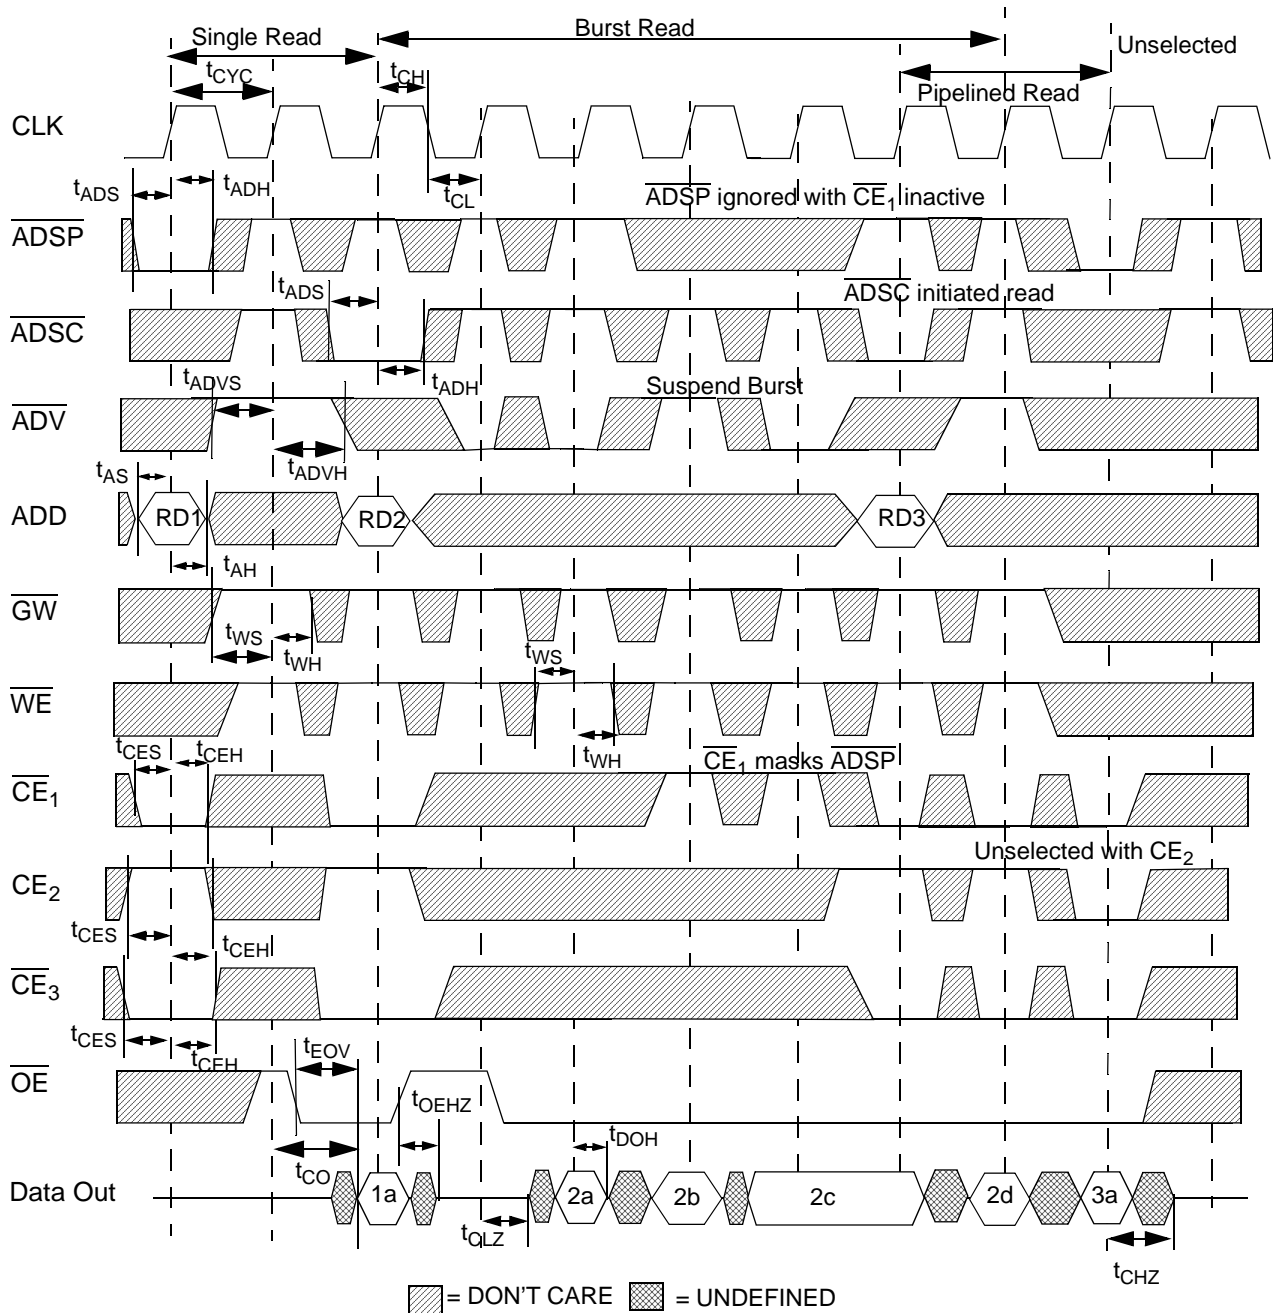 Single Read
Burst Read
Unselected
tCYC
tCH
Pipelined Read
CLK
tADS
tADH
tCL
ADSP ignored with CE1 inactive
ADSP
tADS
ADSC initiated read
ADSC
tADVS
tADH
Suspend Burst
ADV
tAS
tADVH
ADD
RD1
RD2
RD3
tAH
GW
tWS
tWH
tWS
WE
tCES
tCEH
tWH
CE1 masks ADSP
CE1
Unselected with CE2
CE2
tCES
tCEH
CE3
tCES
tCEH
tEOV
OE
tOEHZ
tDOH
tCO
Data Out
1a
2a
2b
2c
2d
3a
tCLZ
tCHZ
= DON'T CARE
= UNDEFINED